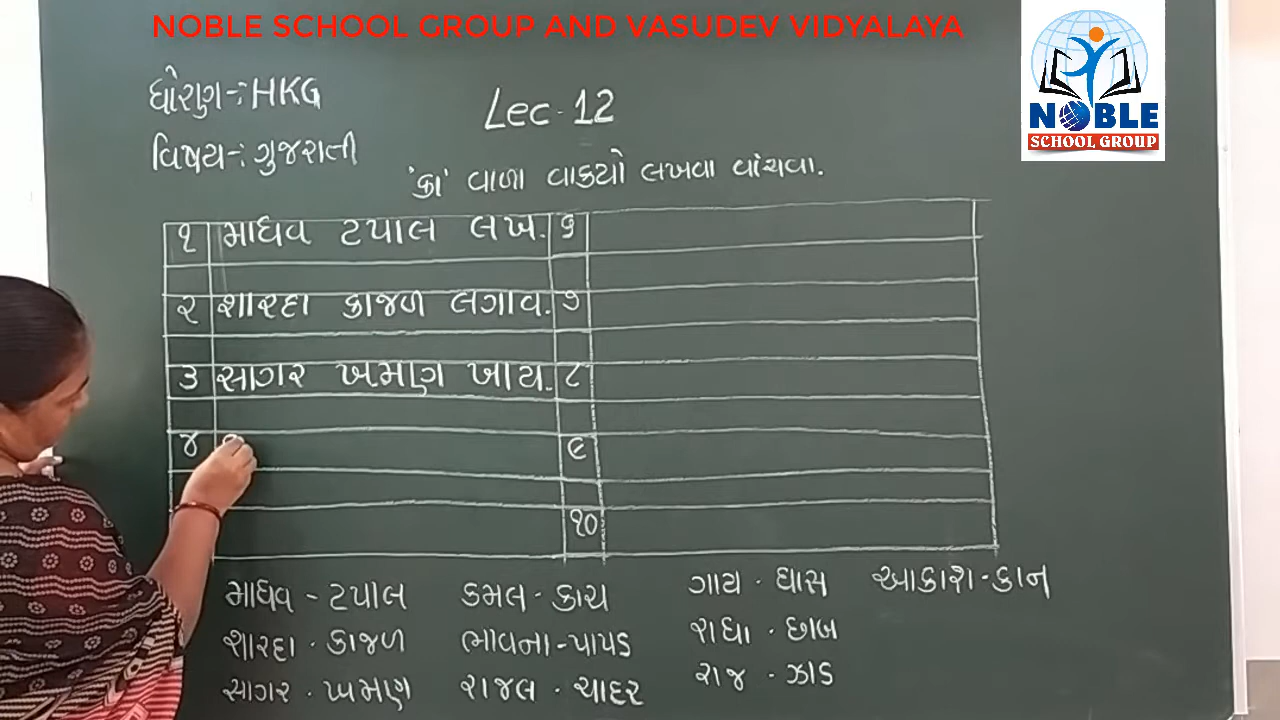 NOBLE SCHOOL GROUP AND VASUDEV VIDYALAYA
NOBLE
SCHOOL GROUP
ધોરણ-: HKG
Lec - 12
વિષય-: ગુજરાતી
'કા' વાળા વાકયો લખવા વાંચવા.
૧ માધવ ટપાલ લખ. ૬
૨ શારદા કાજળ લગાવ. ૭
૩ સાગર ખમણ ખાય. ૮
૪ ૯
૧૦
માધવ - ટપાલ કમલ - કાચ ગાય - ઘાસ આકાશ - કાન
શારદા - કાજળ ભાવના - પાપડ રાધા - છાબ
સાગર - ખમણ રાજલ - ચાદર રાજ - ઝાડ